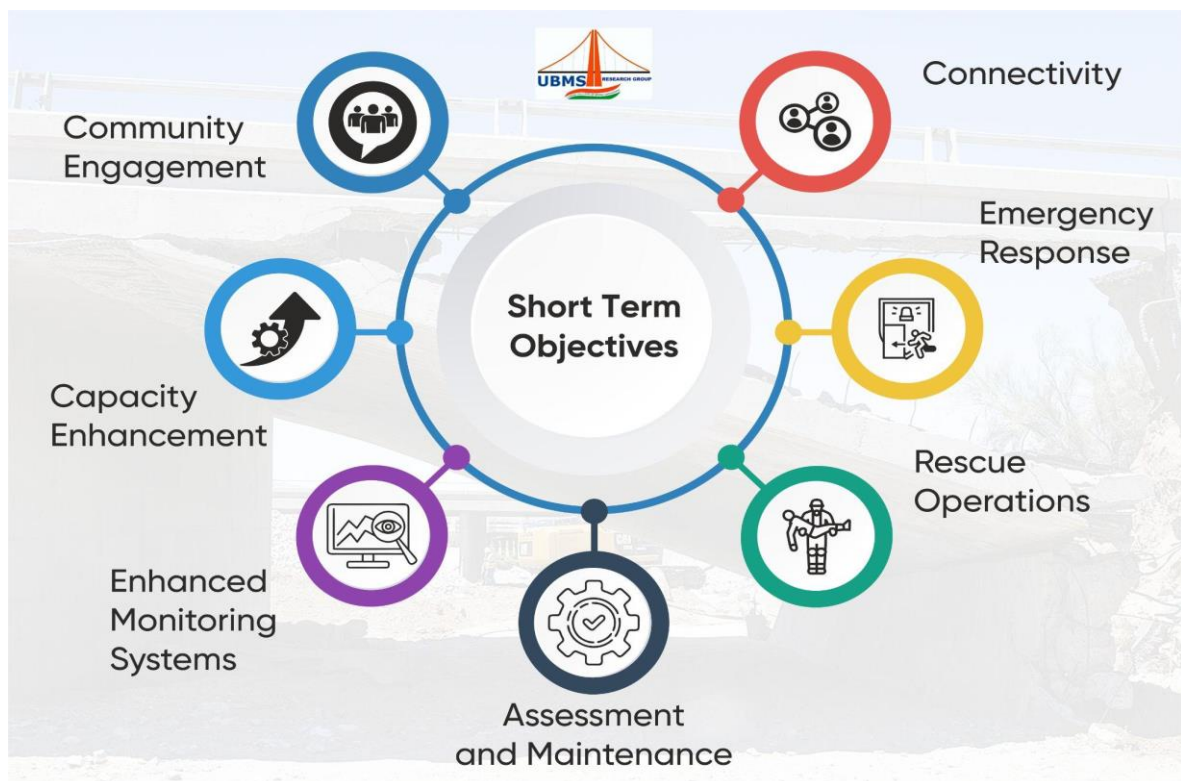 UBMS RESEARCH GROUP
Connectivity
Community
Engagement
Emergency
Response
Short Term
Objectives
Capacity
Enhancement
Rescue
Operations
Enhanced
Monitoring
Systems
Assessment
and Maintenance